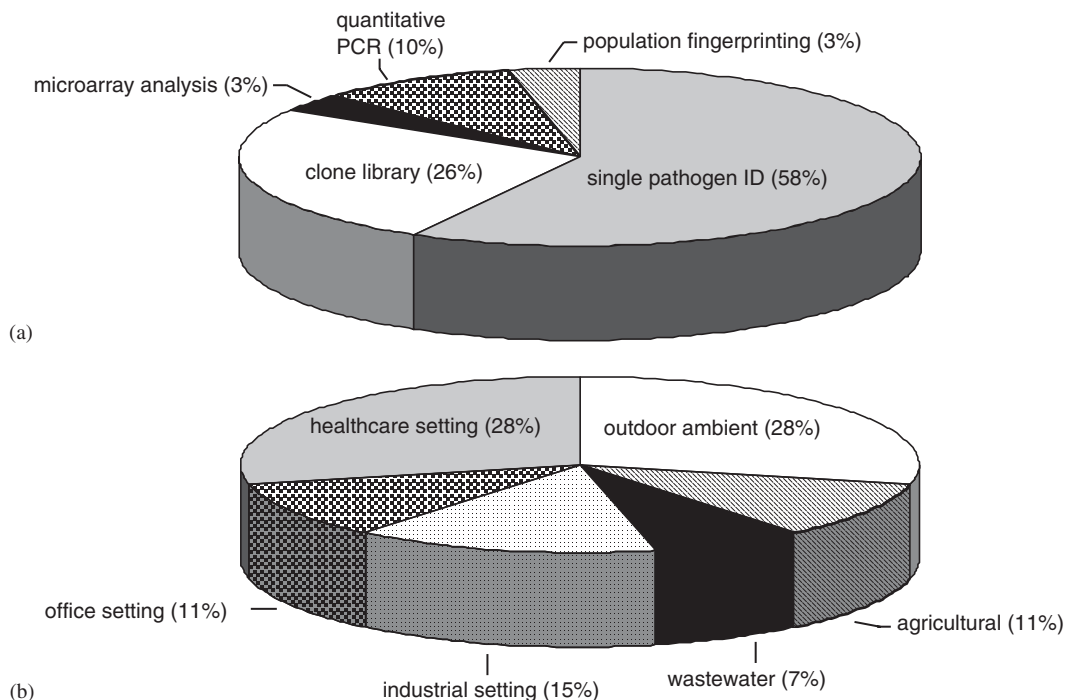 quantitative
PCR (10%)
population fingerprinting (3%)
microarray analysis (3%)
clone library (26%)
single pathogen ID (58%)
(a)
healthcare setting (28%)
outdoor ambient (28%)
office setting (11%)
agricultural (11%)
industrial setting (15%)
wastewater (7%)
(b)